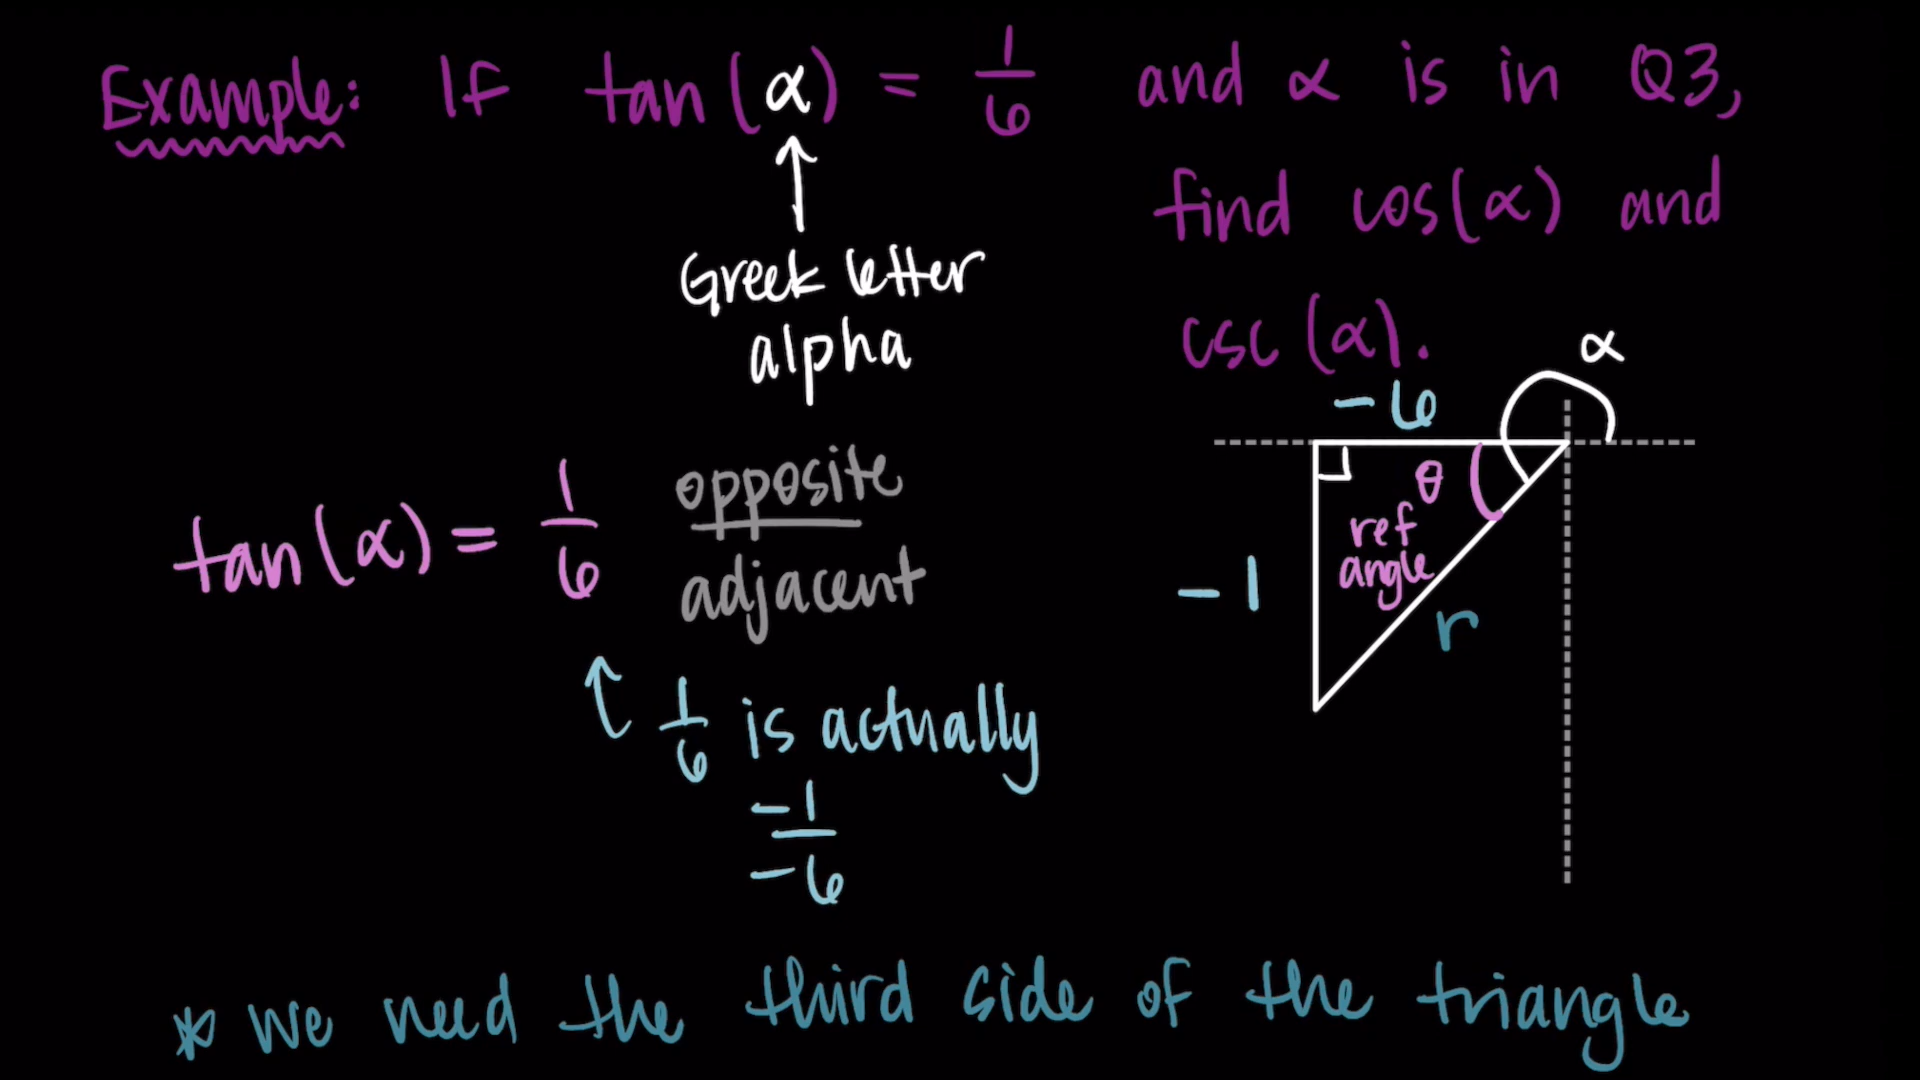 Example: If tan(α) = 1/6 and α is in Q3,
find cos(α) and
csc(α).
Greek letter
alpha
α
-6
θ
ref
angle
-1
r
tan(α) = 1/6 opposite
adjacent
1/6 is actually
-1/-6
* we need the third side of the triangle